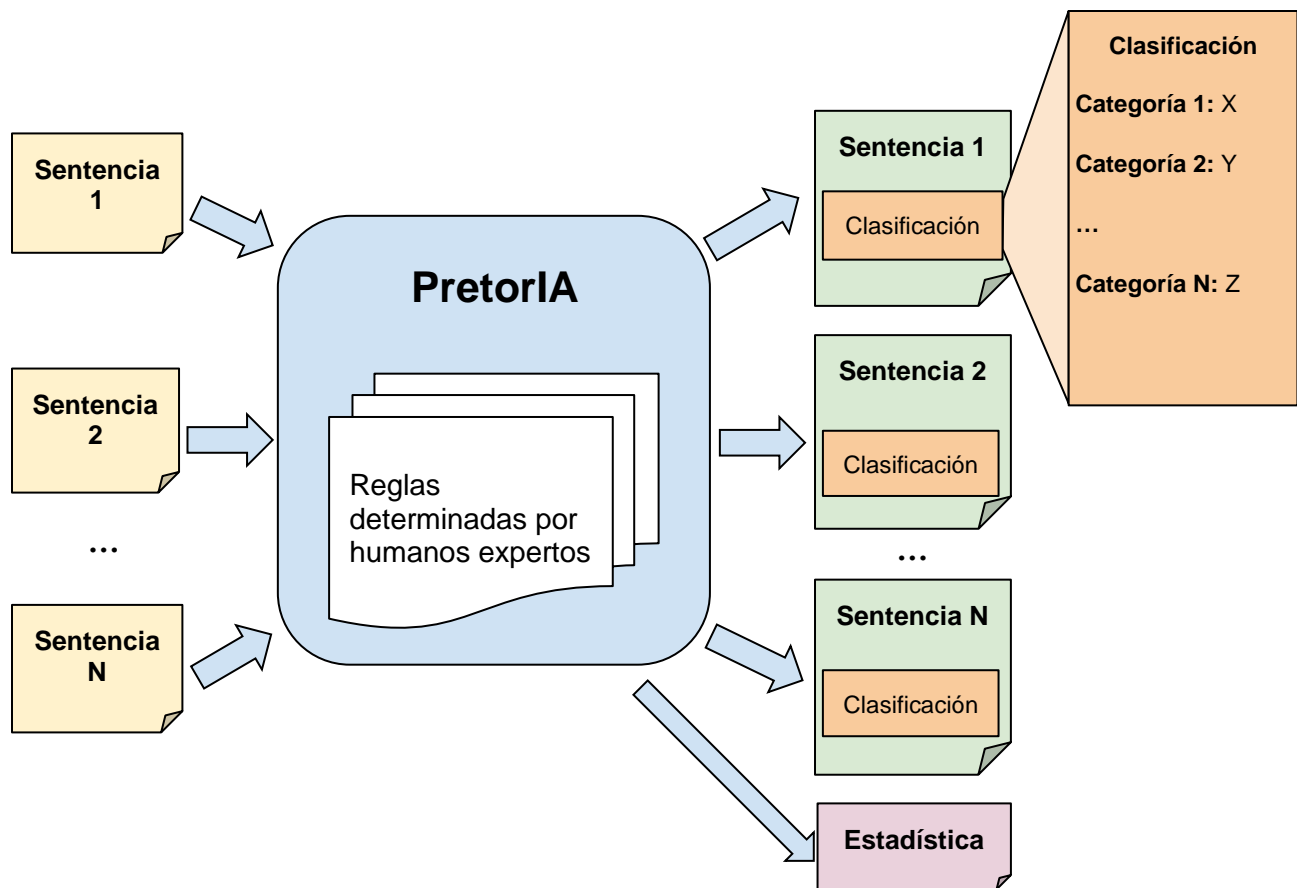 Sentencia
1
Sentencia
2
...
Sentencia
N
PretorIA
Reglas
determinadas por
humanos expertos
Sentencia 1
Clasificación
Sentencia 2
Clasificación
...
Sentencia N
Clasificación
Estadística
Clasificación
Categoría 1: X
Categoría 2: Y
...
Categoría N: Z